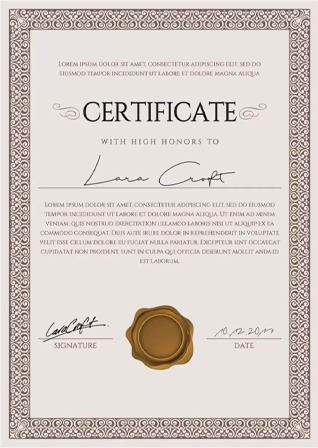 Lorem ipsum dolor sit amet, consectetur adipiscing elit, sed do
eiusmod tempor incididunt ut labore et dolore magna aliqua
CERTIFICATE
WITH HIGH HONORS TO
Lara Croft
Lorem ipsum dolor sit amet, consectetur adipiscing elit, sed do eiusmod
tempor incididunt ut labore et dolore magna aliqua. Ut enim ad minim
veniam, quis nostrud exercitation ullamco laboris nisi ut aliquip ex ea
commodo consequat. Duis aute irure dolor in reprehenderit in voluptate
velit esse cillum dolore eu fugiat nulla pariatur. Excepteur sint occaecat
cupidatat non proident sunt in culpa qui officia deserunt mollit anim id
est laborum.
LaraCroft.
10.12.2017
SIGNATURE
DATE